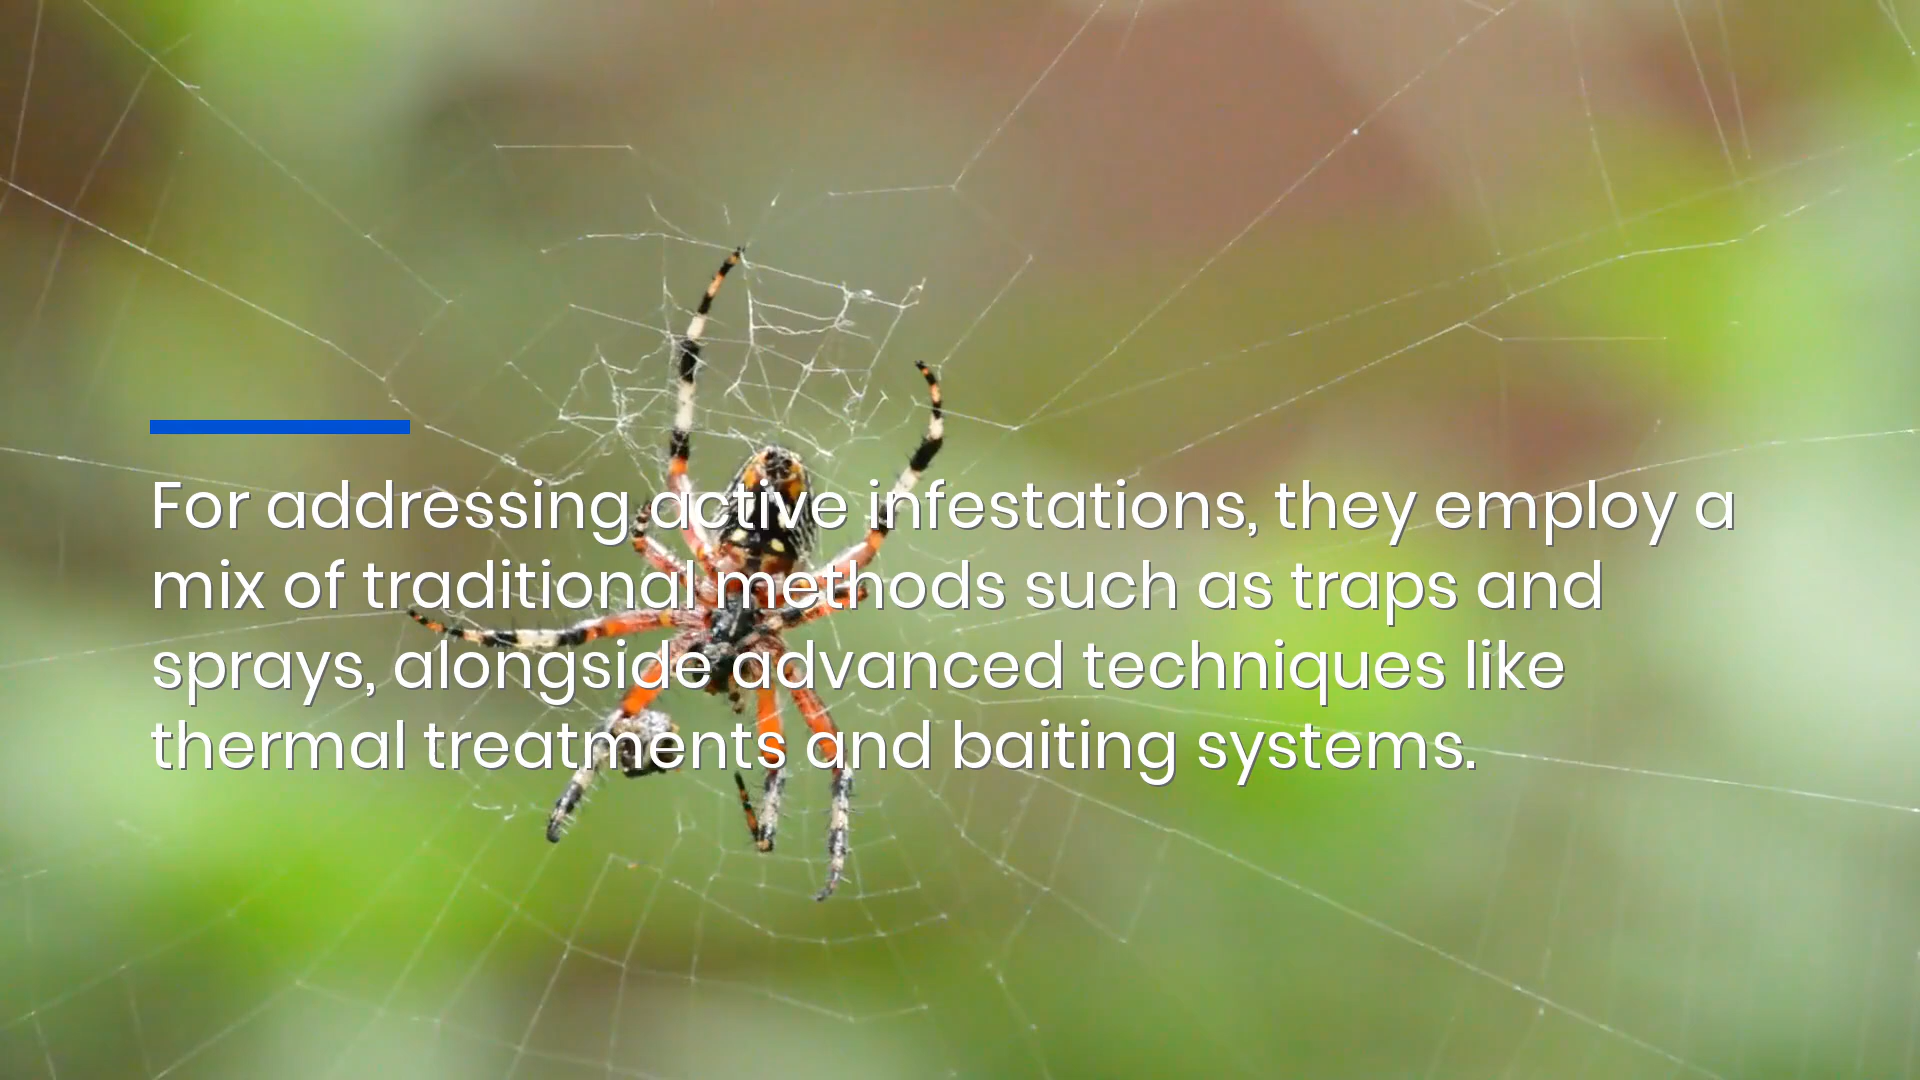 For addressing active infestations, they employ a
mix of traditional methods such as traps and
sprays, alongside advanced techniques like
thermal treatments and baiting systems.